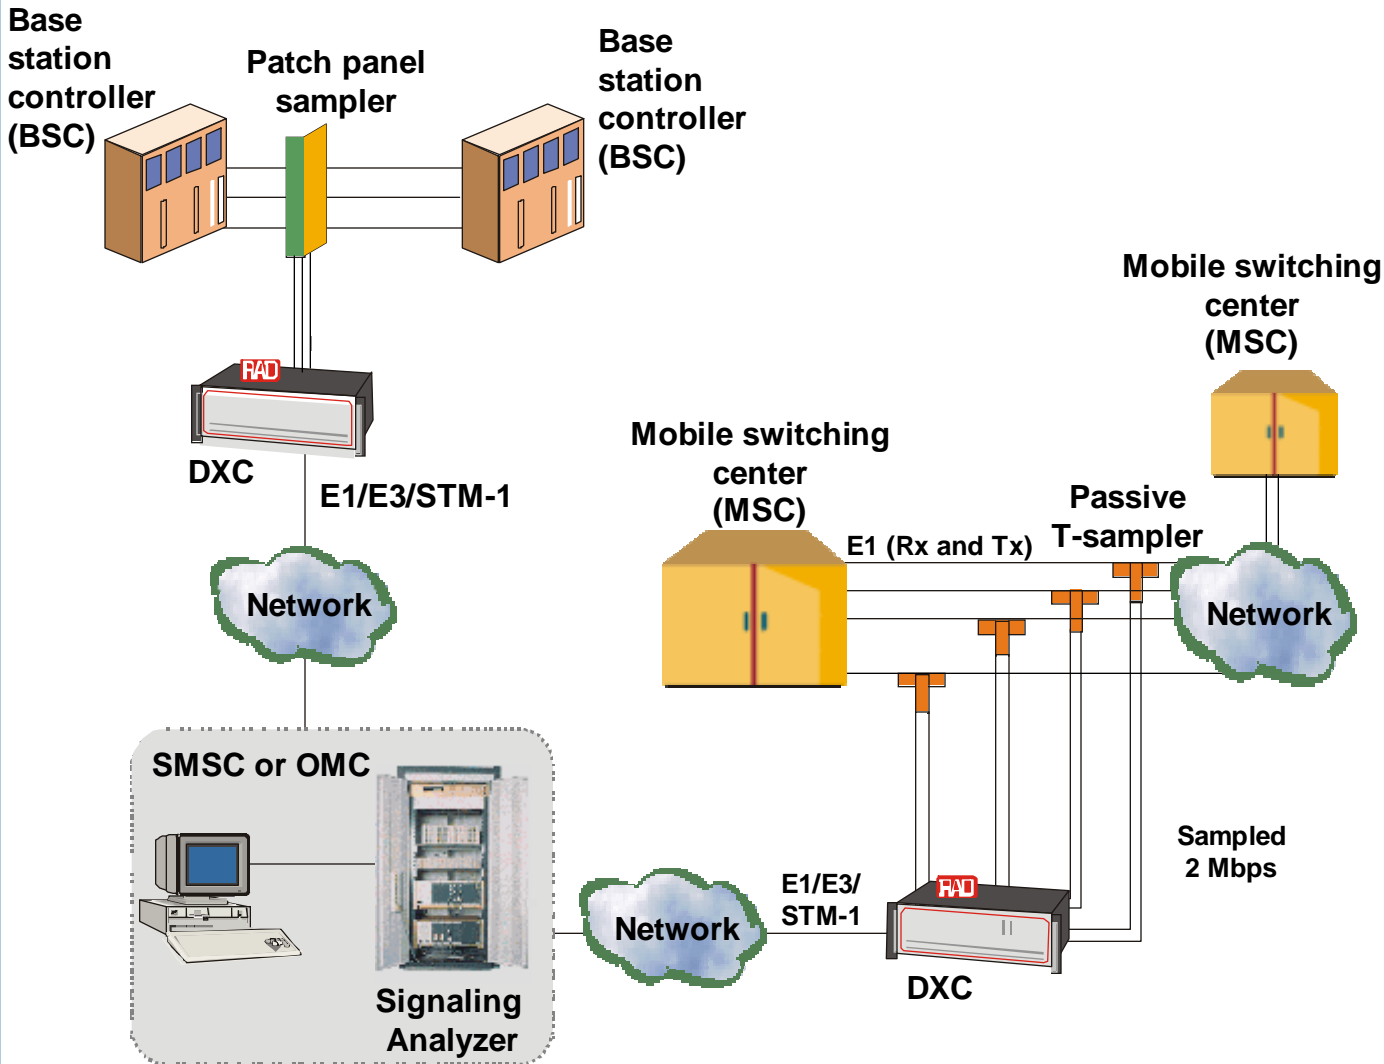 Base
station
controller
(BSC)
Patch panel
sampler
Base
station
controller
(BSC)
RAD
DXC
E1/E3/STM-1
Network
Mobile switching
center
(MSC)
Mobile switching
center
(MSC)
Passive
T-sampler
E1 (Rx and Tx)
Network
SMSC or OMC
Signaling
Analyzer
Network
E1/E3/
STM-1
RAD
DXC
Sampled
2 Mbps